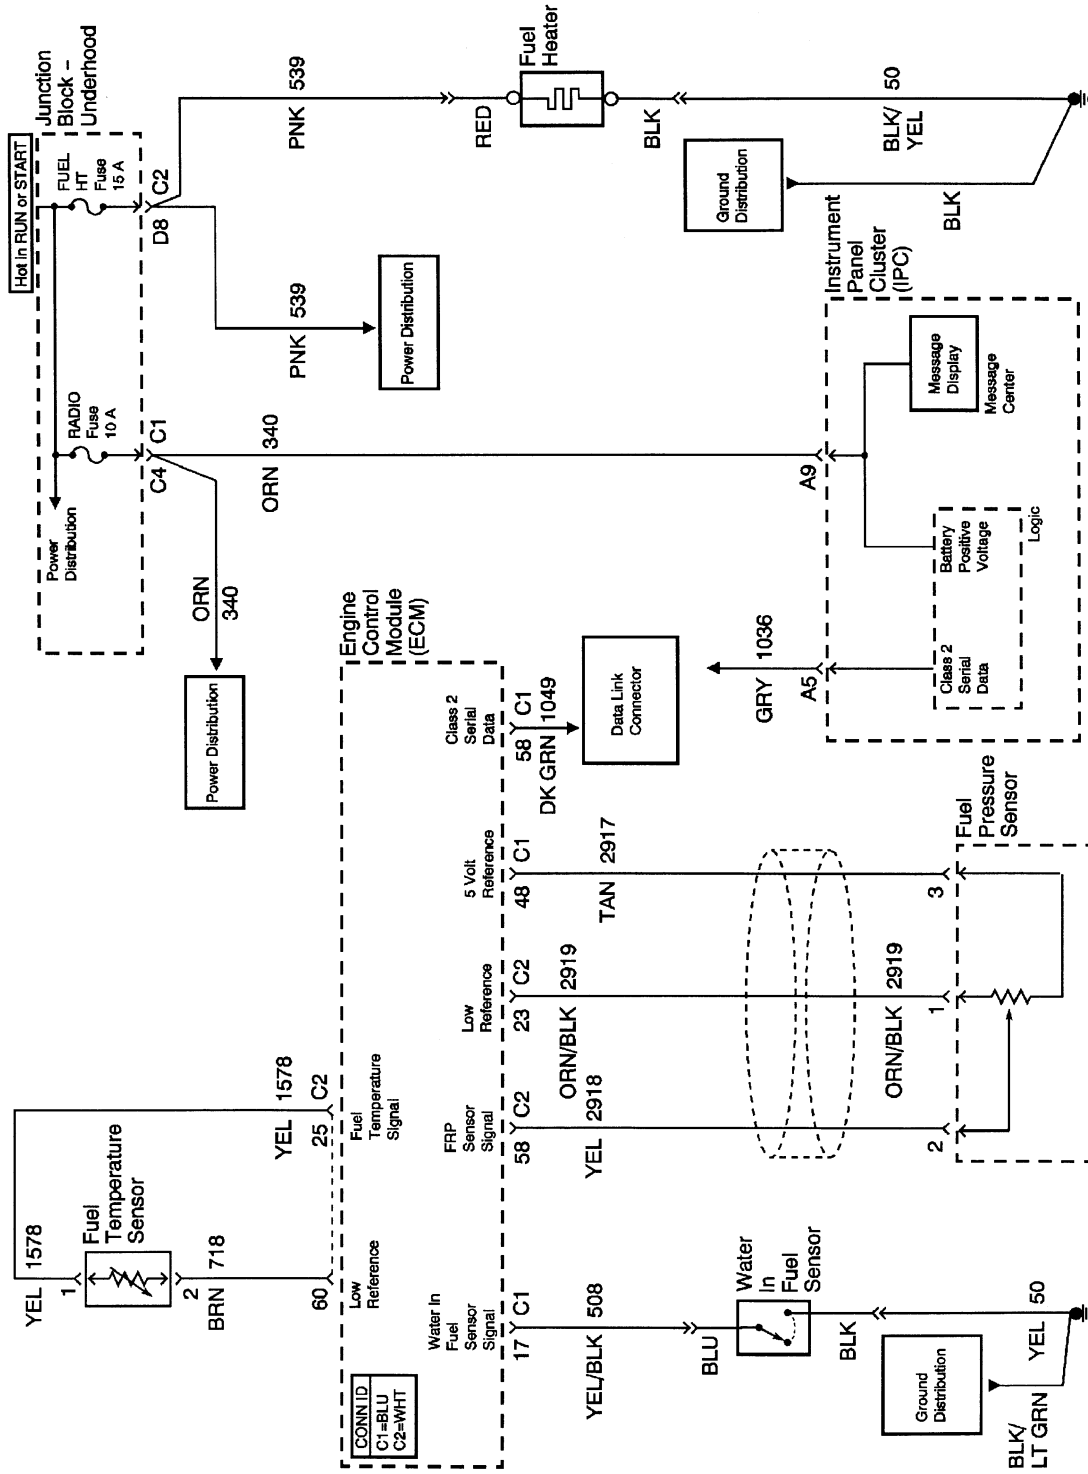 Hot in RUN or START
Junction
Block –
Underhood
FUEL
HT
Fuse
15 A
D8
C2
PNK 539
RED
Fuel
Heater
BLK
BLK/
YEL
50
Ground
Distribution
BLK
PNK 539
Power Distribution
RADIO
Fuse
10 A
C4
C1
ORN 340
A9
Power
Distribution
ORN
340
Power Distribution
Instrument
Panel
Cluster
(IPC)
Message
Display
Message
Center
Battery
Positive
Voltage
Logic
Class 2
Serial
Data
A5
GRY 1036
Engine
Control
Module
(ECM)
Class 2
Serial
Data
58
C1
DK GRN 1049
Data Link
Connector
5 Volt
Reference
48
C1
TAN 2917
3
Fuel
Pressure
Sensor
Low
Reference
23
C2
ORN/BLK 2919
ORN/BLK 2919
1
FRP
Sensor
Signal
58
C2
YEL 2918
2
YEL 1578
25
C2
Fuel
Temperature
Signal
YEL 1578
1
Fuel
Temperature
Sensor
2
BRN 718
60
Low
Reference
Water In
Fuel
Sensor
Signal
17
C1
YEL/BLK 508
BLU
Water
In
Fuel
Sensor
BLK
YEL 50
Ground
Distribution
BLK/
LT GRN
CONN ID
C1=BLU
C2=WHT